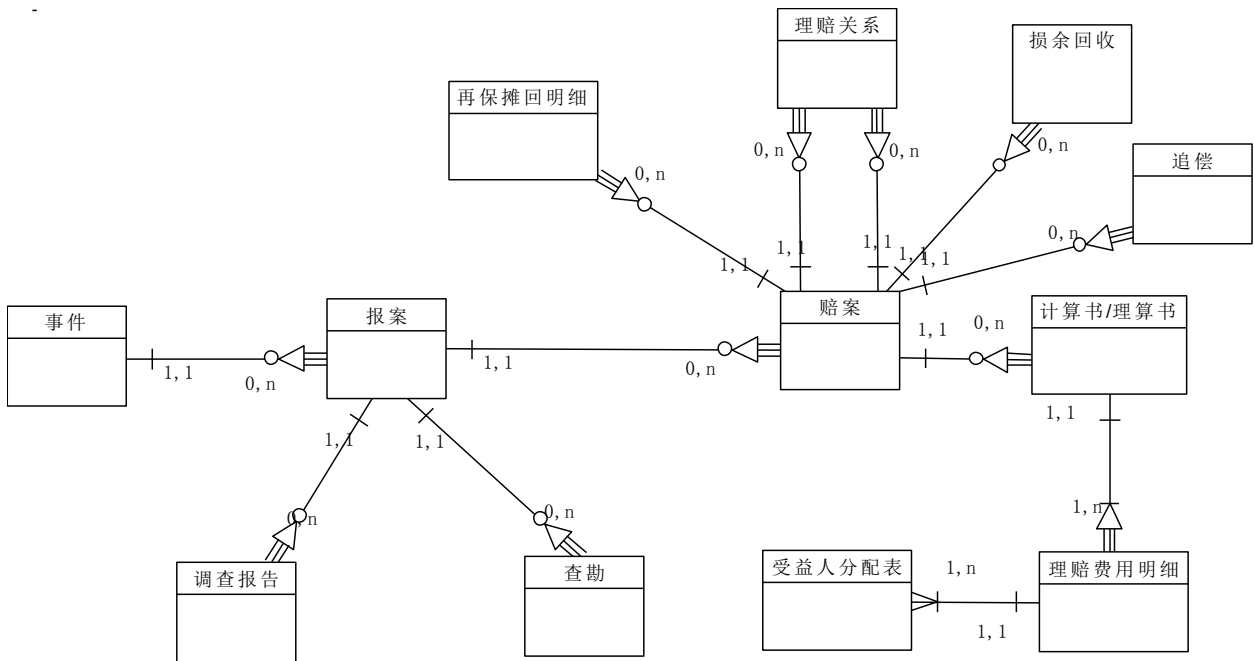 -
理赔关系
损余回收
再保摊回明细
0,n
0,n
0,n
追偿
0,n
0,n
1,1
1,1
1,1
1,1
1,1
事件
报案
赔案
计算书/理算书
1,1
0,n
1,1
0,n
1,1
0,n
1,1
1,1
1,1
0,n
0,n
1,n
调查报告
查勘
受益人分配表
1,n
理赔费用明细
1,1